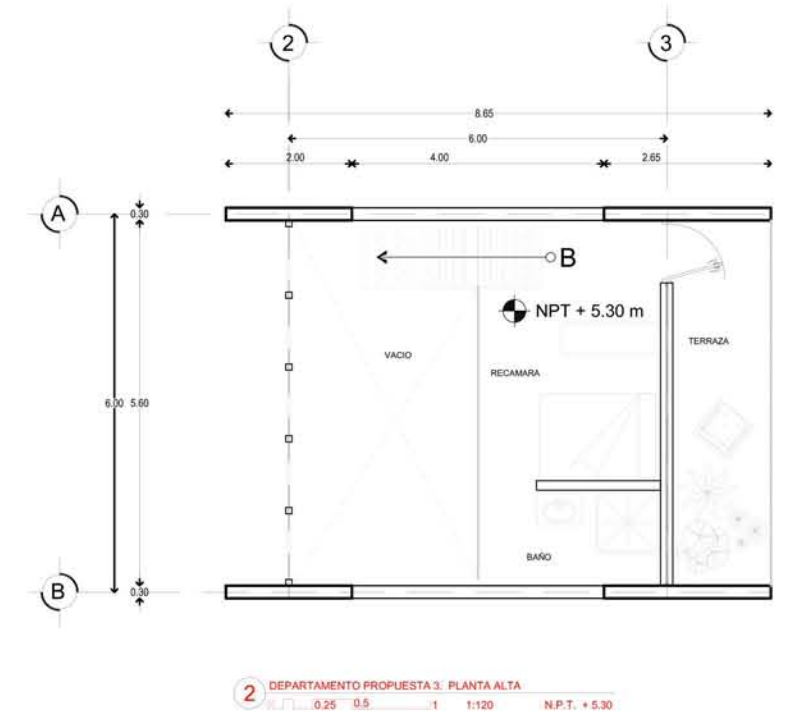 2 3
8.65
6.00
2.00 4.00 2.65
A 0.30
B
NPT + 5.30 m
TERRAZA
VACIO
RECAMARA
6.00 5.60
BAÑO
B 0.30
2 DEPARTAMENTO PROPUESTA 3. PLANTA ALTA
0.25 0.5 1 1:120 N.P.T. + 5.30